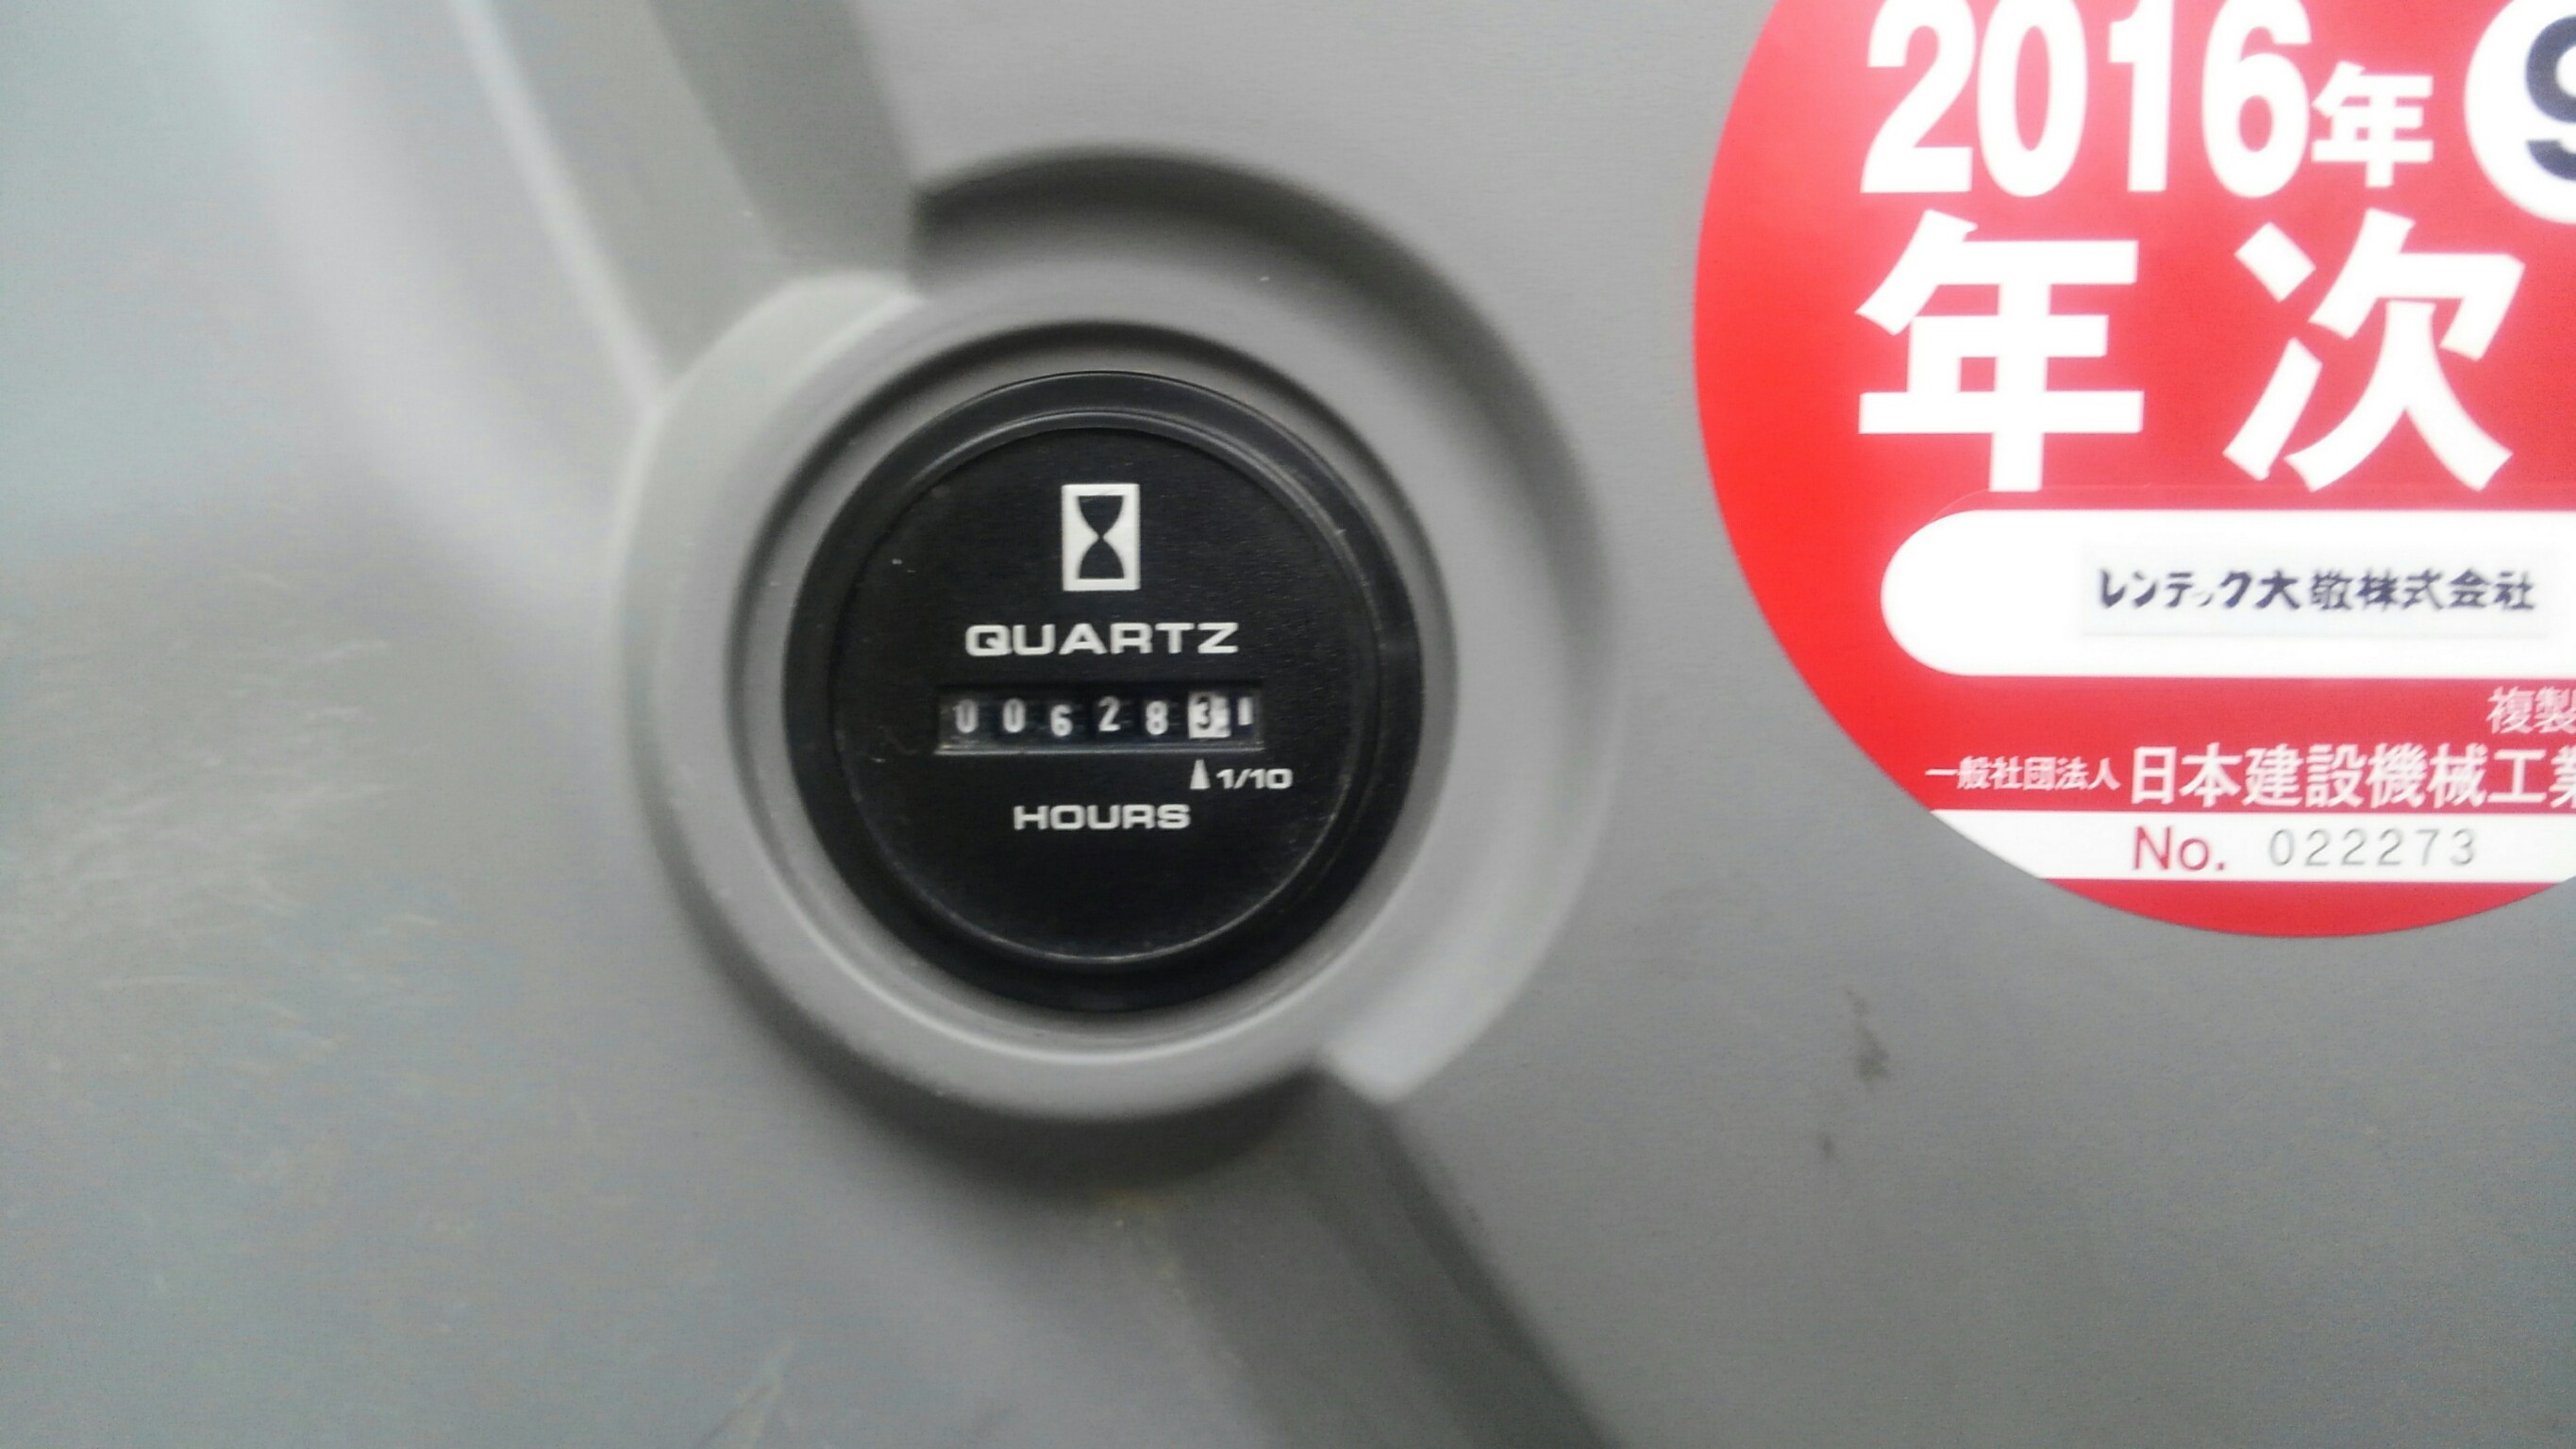 QUARTZ
006283
1/10
HOURS
2016年 9
年次
レンテック大敬株式会社
複製
一般社団法人 日本建設機械工業
No. 022273